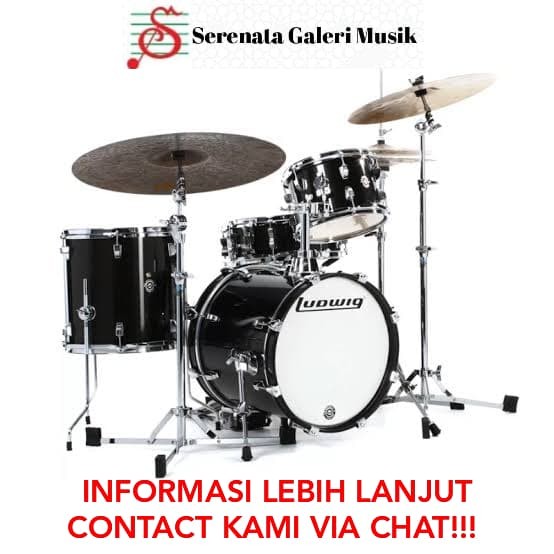 Serenata Galeri Musik
LUDWIG
INFORMASI LEBIH LANJUT
CONTACT KAMI VIA CHAT!!!